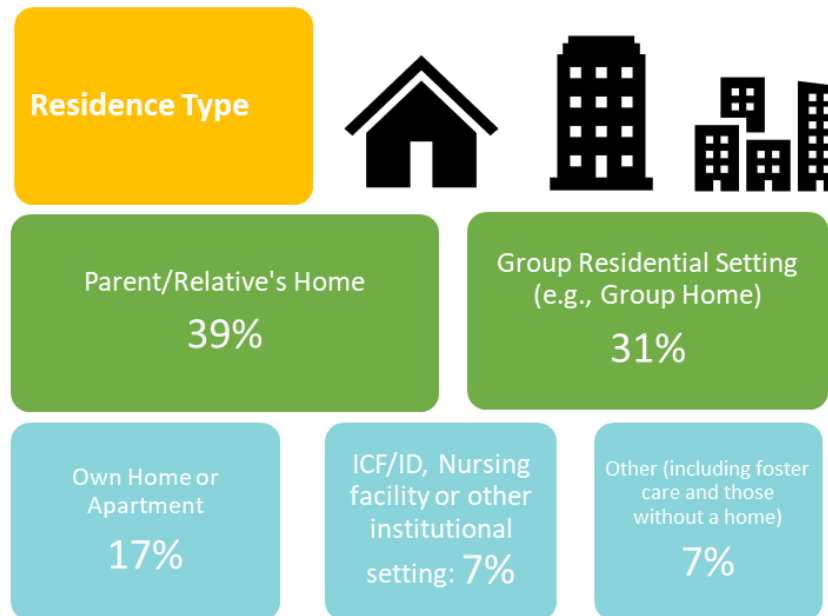 Residence Type
Parent/Relative's Home
39%
Group Residential Setting
(e.g., Group Home)
31%
Own Home or
Apartment
17%
ICF/ID, Nursing
facility or other
institutional
setting: 7%
Other (including foster
care and those
without a home)
7%